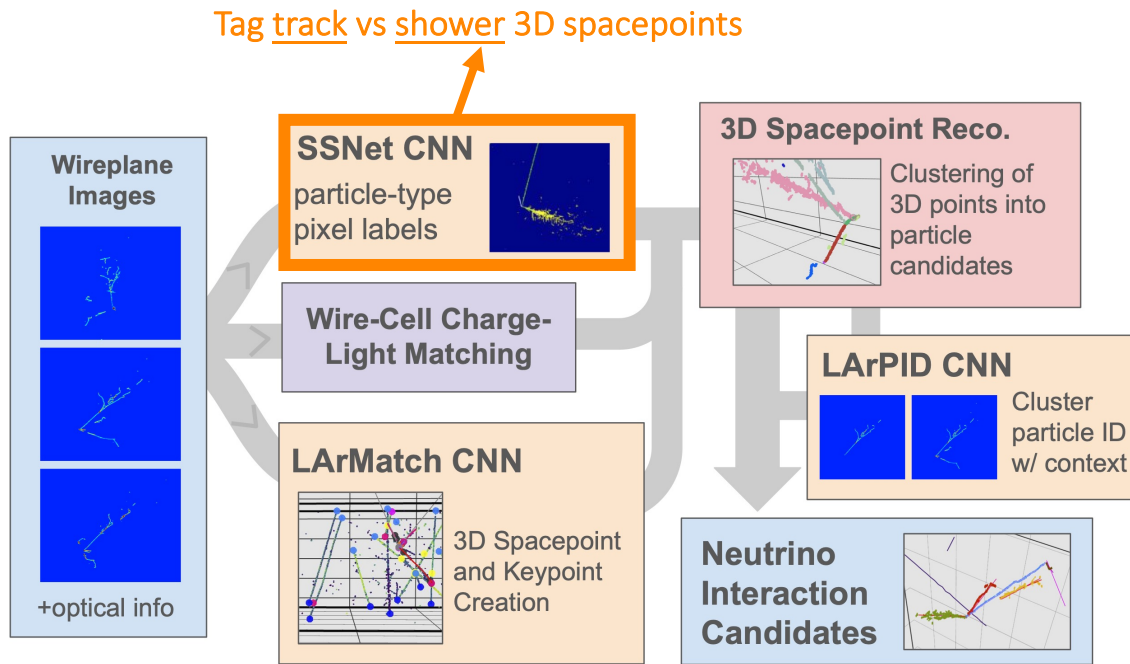 Tag track vs shower 3D spacepoints
Wireplane
Images
+optical info
SSNet CNN
particle-type
pixel labels
Wire-Cell Charge-
Light Matching
LArMatch CNN
3D Spacepoint
and Keypoint
Creation
3D Spacepoint Reco.
Clustering of
3D points into
particle
candidates
LArPID CNN
Cluster
particle ID
w/ context
Neutrino
Interaction
Candidates